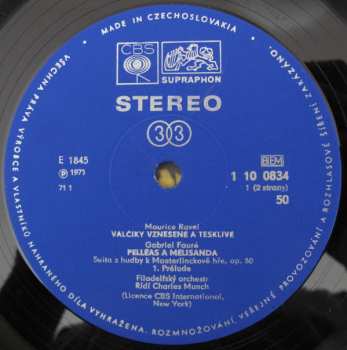 MADE IN CZECHOSLOVAKIA
CBS
SUPRAPHON
STEREO
33
E 1845
℗ 1973
71 1
BIEM
1 10 0834
1 (2 strany)
50
Maurice Ravel
VALČÍKY VZNEŠENÉ A TESKLIVÉ
Gabriel Fauré
PELLÉAS A MELISANDA
Suita z hudby k Maeterlinckově hře, op. 80
1. Prélude
Filadelfský orchestr
Řídí Charles Munch
(Licence CBS International,
New York)
VŠECHNA PRÁVA VÝROBCE A VLASTNÍKŮ NAHRANÉHO DÍLA VYHRAŽENA. ROZMNOŽOVÁNÍ, VEŘEJNÉ PROVOZOVÁNÍ A ROZHLASOVÉ ŠÍŘENÍ ZAKÁZÁNO.